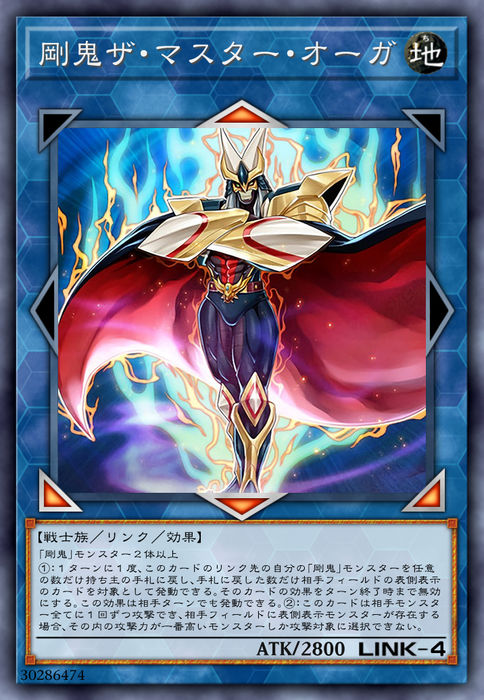 剛鬼ザ・マスター・オーガ
ち
地
【戦士族／リンク／効果】
「剛鬼」モンスター２体以上
①：１ターンに１度、このカードのリンク先の自分の「剛鬼」モンスターを任意
の数だけ持ち主の手札に戻し、手札に戻した数だけ相手フィールドの表側表示
のカードを対象として発動できる。そのカードの効果をターン終了時まで無効
にする。この効果は相手ターンでも発動できる。②：このカードは相手モンスタ
ー全てに１回ずつ攻撃でき、相手フィールドに表側表示モンスターが存在する
場合、その内の攻撃力が一番高いモンスターしか攻撃対象に選択できない。
ATK/2800 LINK-4
30286474